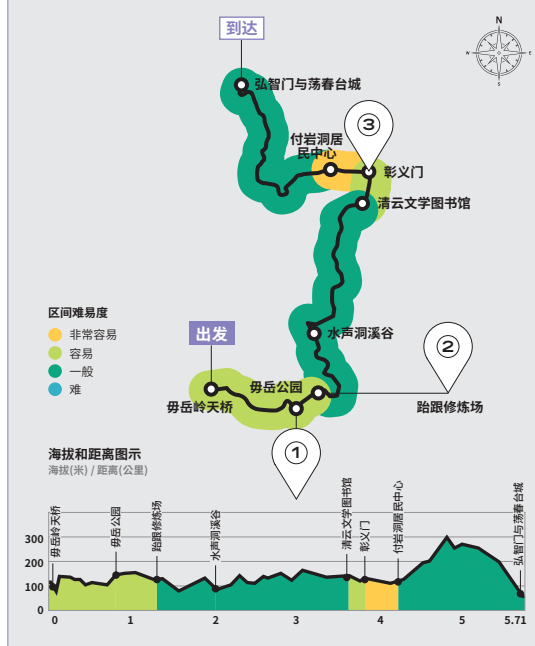 到达
N
W
E
S
弘智门与荡春台城
③
付岩洞居
民中心
彰义门
清云文学图书馆
区间难易度
非常容易
容易
一般
难
出发
水声洞溪谷
②
毋岳公园
毋岳岭天桥
跆跟修炼场
①
海拔和距离图示
海拔(米) / 距离(公里)
毋岳岭天桥
毋岳公园
跆跟修炼场
水声洞溪谷
清云文学图书馆
彰义门
付岩洞居民中心
弘智门与荡春台城
300
200
100
0
0 1 2 3 4 5 5.71